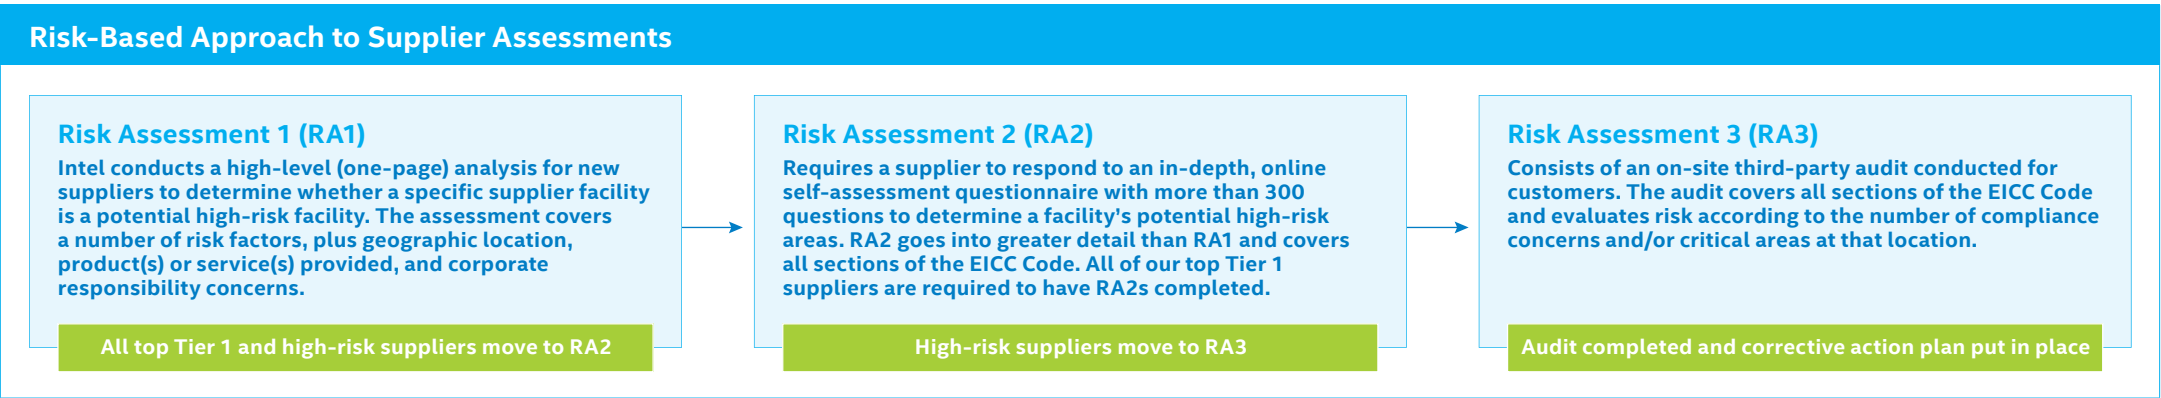 Risk-Based Approach to Supplier Assessments
Risk Assessment 1 (RA1)
Intel conducts a high-level (one-page) analysis for new
suppliers to determine whether a specific supplier facility
is a potential high-risk facility. The assessment covers
a number of risk factors, plus geographic location,
product(s) or service(s) provided, and corporate
responsibility concerns.
All top Tier 1 and high-risk suppliers move to RA2
Risk Assessment 2 (RA2)
Requires a supplier to respond to an in-depth, online
self-assessment questionnaire with more than 300
questions to determine a facility’s potential high-risk
areas. RA2 goes into greater detail than RA1 and covers
all sections of the EICC Code. All of our top Tier 1
suppliers are required to have RA2s completed.
High-risk suppliers move to RA3
Risk Assessment 3 (RA3)
Consists of an on-site third-party audit conducted for
customers. The audit covers all sections of the EICC Code
and evaluates risk according to the number of compliance
concerns and/or critical areas at that location.
Audit completed and corrective action plan put in place